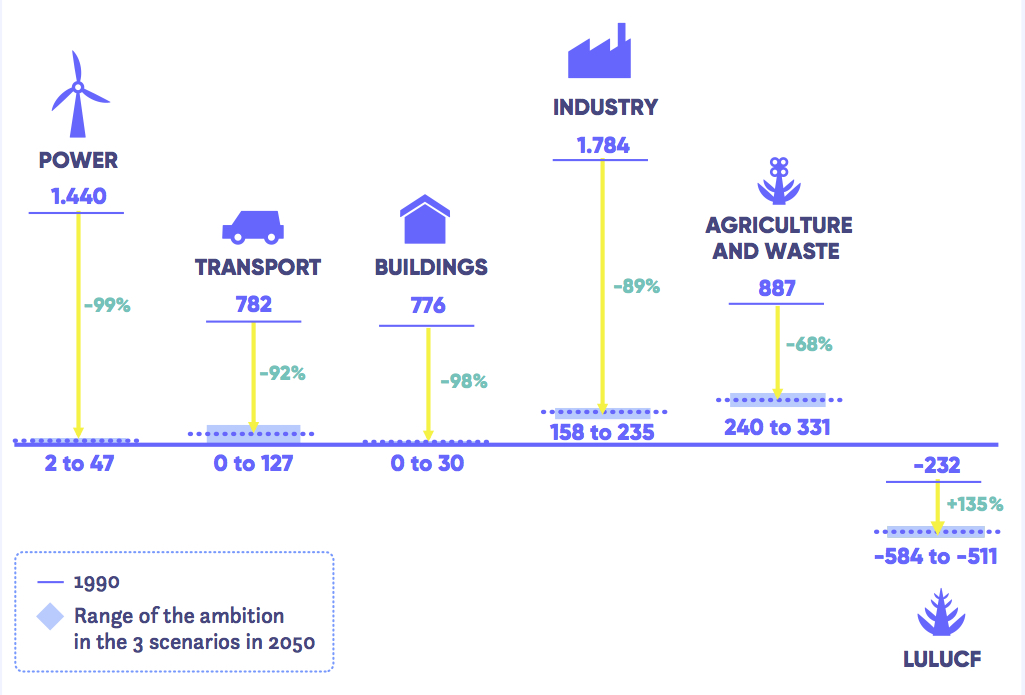 POWER
1.440
-99%
2 to 47
TRANSPORT
782
-92%
0 to 127
BUILDINGS
776
-98%
0 to 30
INDUSTRY
1.784
-89%
158 to 235
AGRICULTURE
AND WASTE
887
-68%
240 to 331
-232
+135%
-584 to -511
LULUCF
1990
Range of the ambition
in the 3 scenarios in 2050